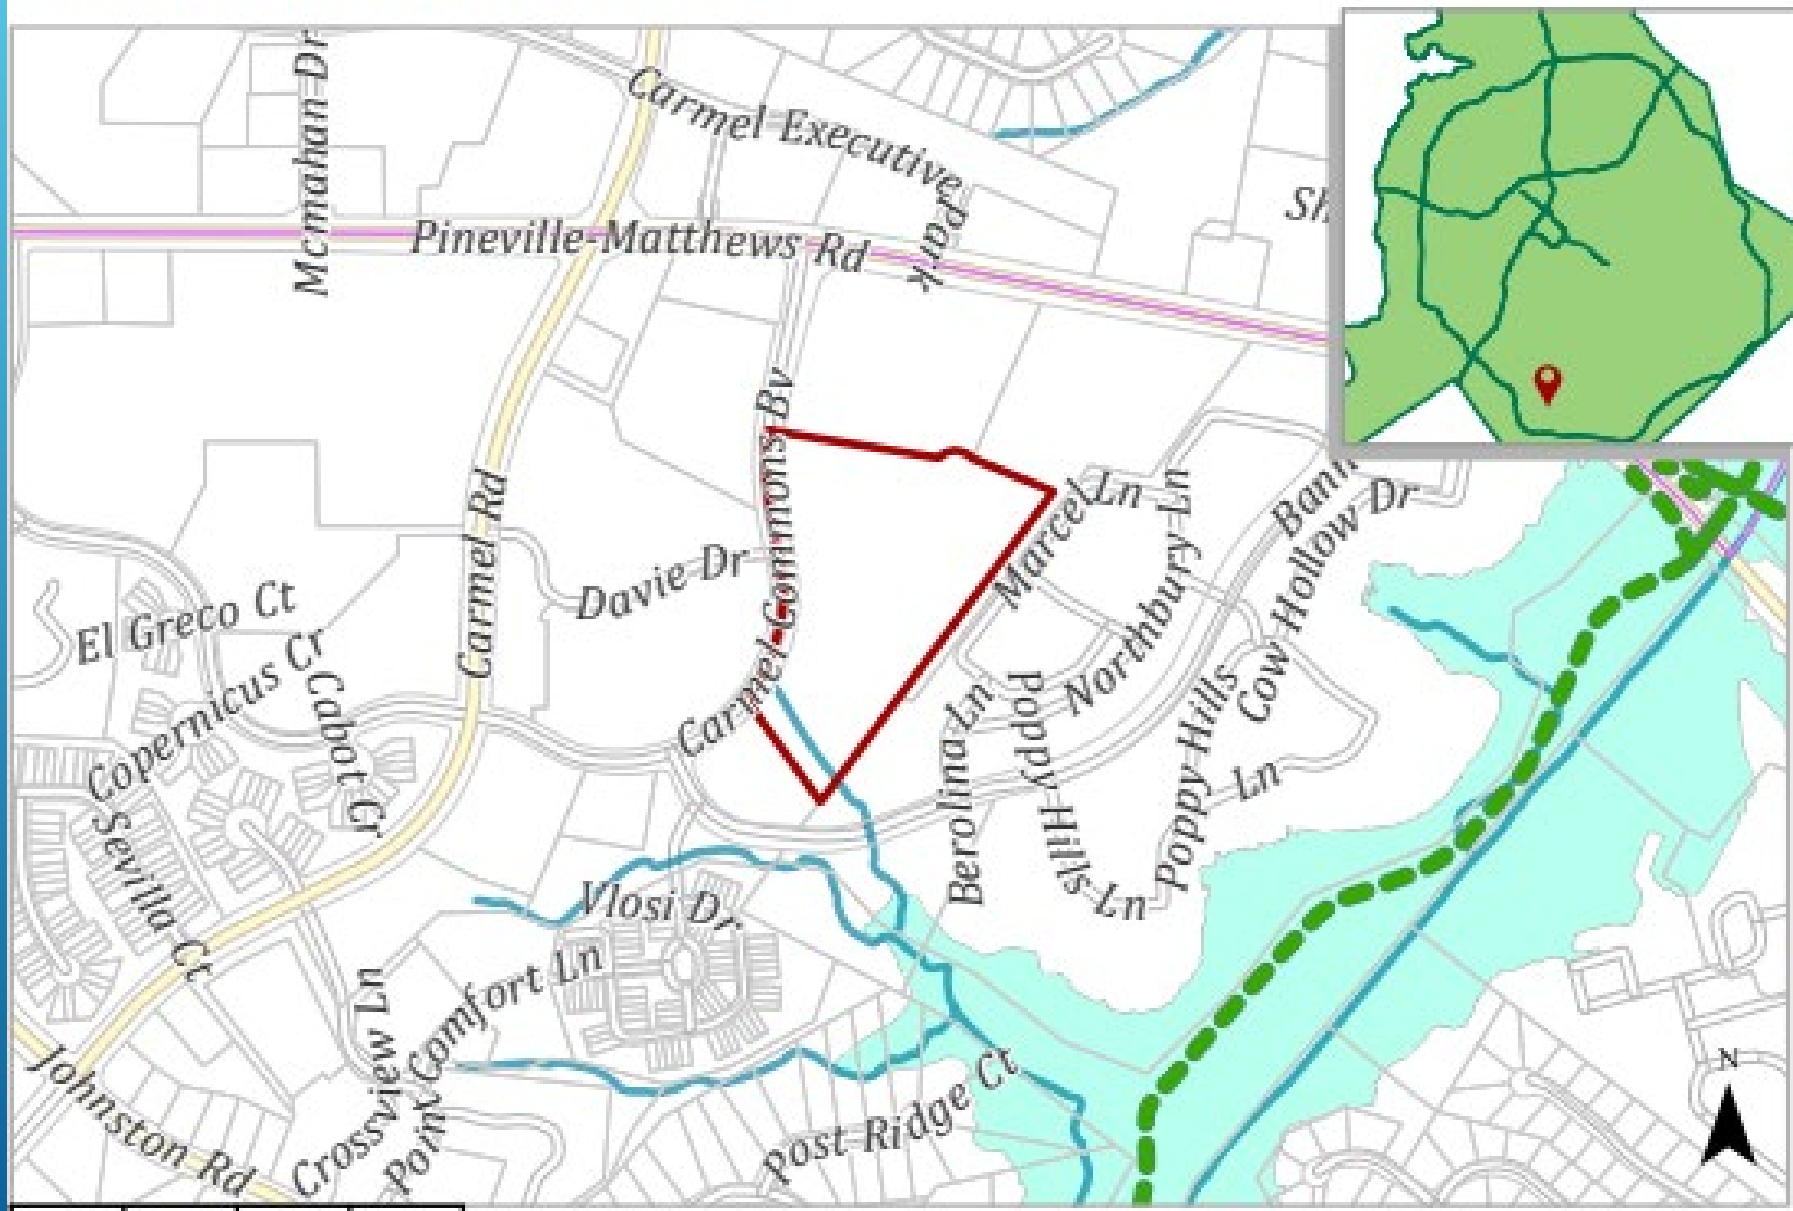 Mcmahan Dr
Carmel Executive Park
Sh
Pineville-Matthews Rd
Carmel Commons Bv
Carmel Rd
Davie Dr
Marcel Ln
Northbury Ln
Cow Hollow Dr
El Greco Ct
Copernicus Cr
Cabot Cr
Sevilla Ct
Berolina Ln
Poppy Hills Ln
Poppy Hills Ln
Vlosi Dr
Point Comfort Ln
Crossview Ln
Johnston Rd
Post Ridge Ct
N